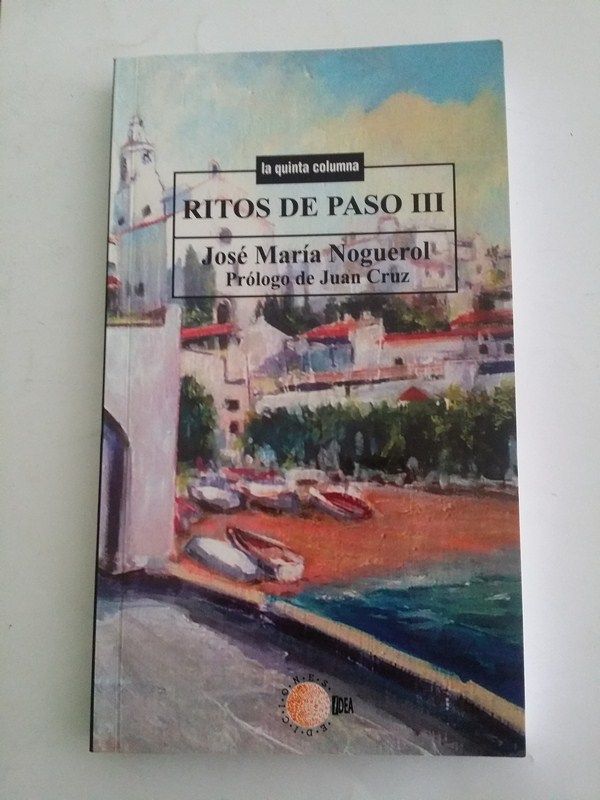 la quinta columna
RITOS DE PASO III
José María Noguerol
Prólogo de Juan Cruz
E·D·I·C·I·O·N·E·S
IDEA